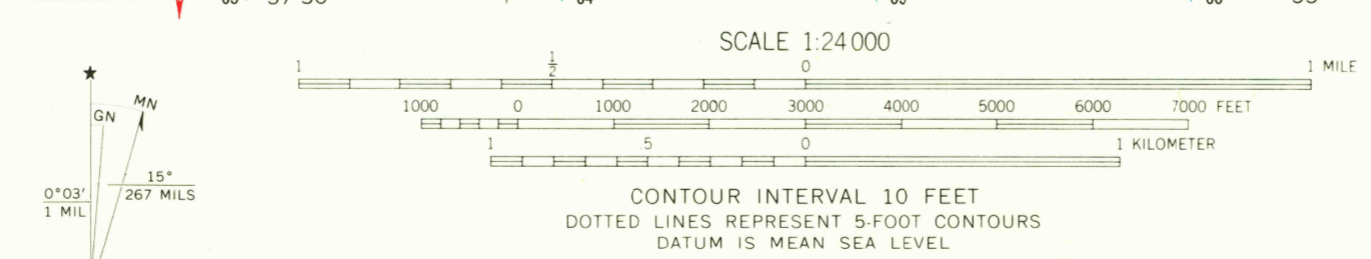 57'30"
SCALE 1:24 000
1 ½ 0 1 MILE
1000 0 1000 2000 3000 4000 5000 6000 7000 FEET
1 .5 0 1 KILOMETER
CONTOUR INTERVAL 10 FEET
DOTTED LINES REPRESENT 5-FOOT CONTOURS
DATUM IS MEAN SEA LEVEL
★
MN
GN
15°
267 MILS
0°03'
1 MIL